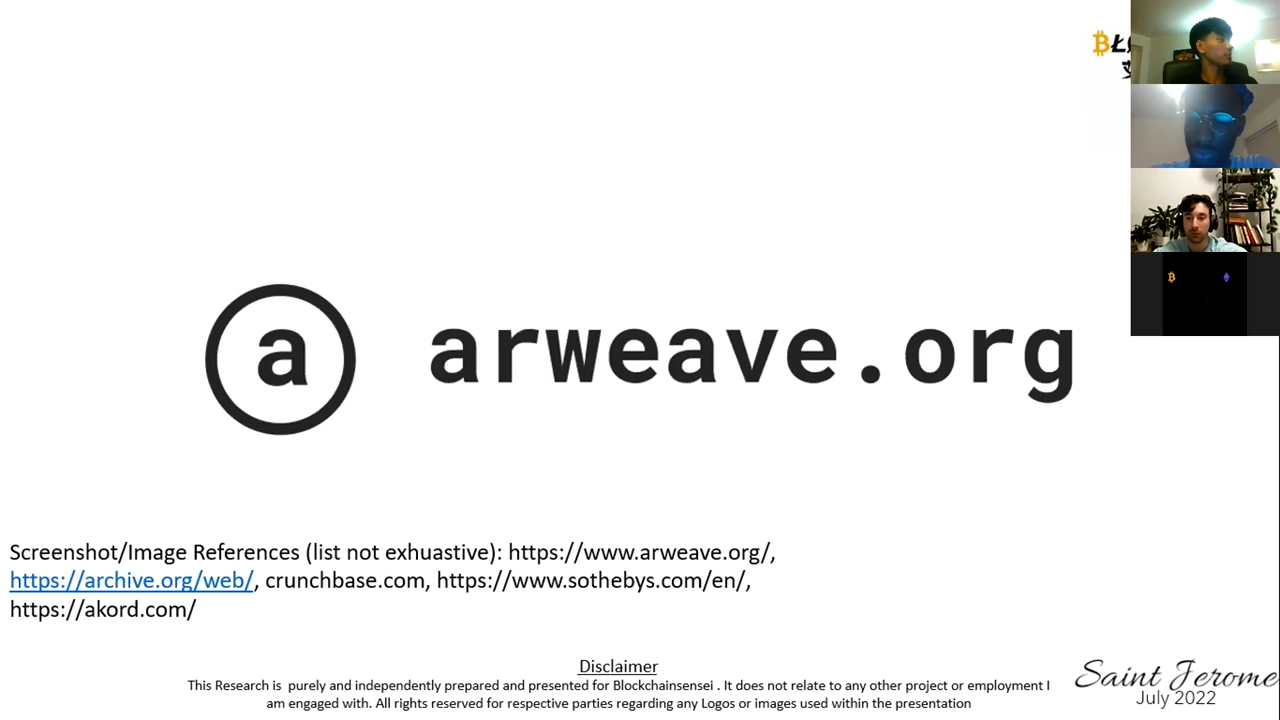 a arweave.org
Screenshot/Image References (list not exhuastive): https://www.arweave.org/,
https://archive.org/web/, crunchbase.com, https://www.sothebys.com/en/,
https://akord.com/
Disclaimer
This Research is purely and independently prepared and presented for Blockchainsensei . It does not relate to any other project or employment I
am engaged with. All rights reserved for respective parties regarding any Logos or images used within the presentation
Saint Jerome
July 2022